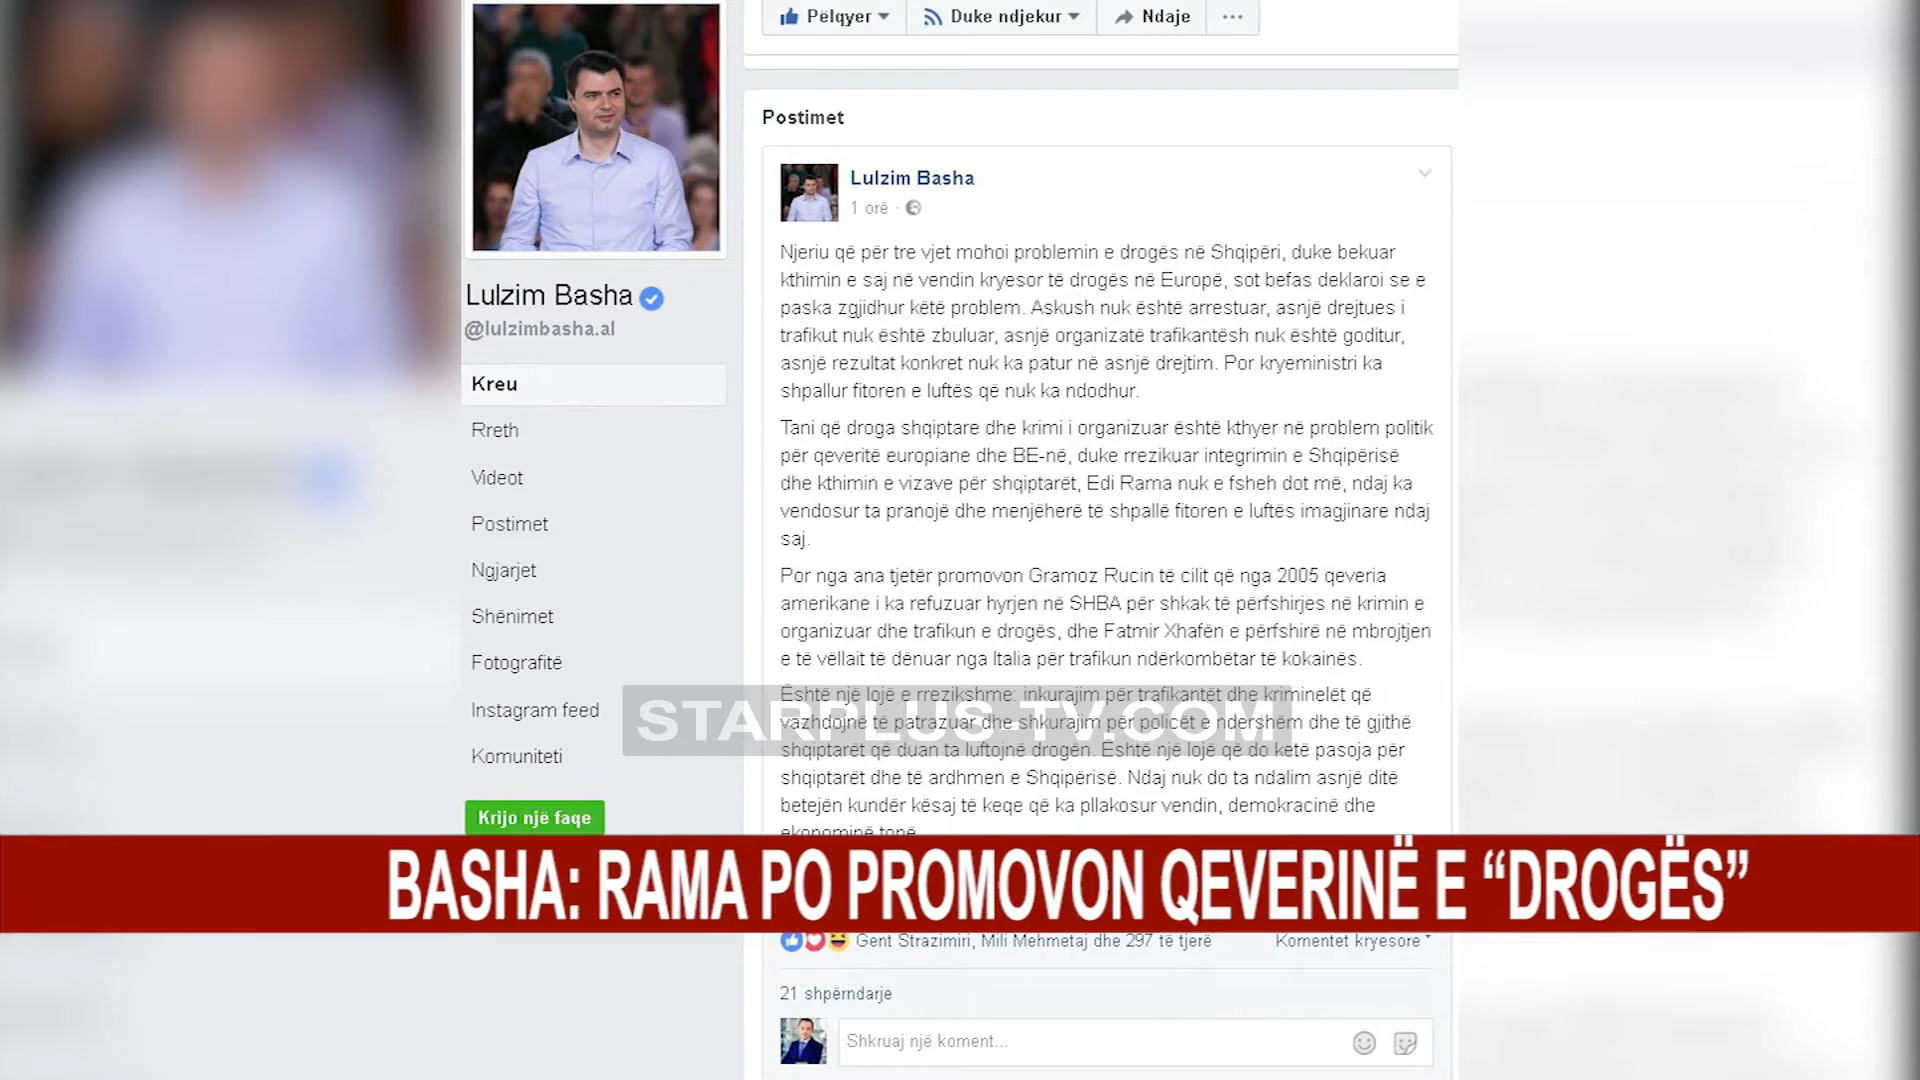 Pëlqyer
Duke ndjekur
Ndaje
Postimet
Lulzim Basha
1 orë
Lulzim Basha
@lulzimbasha.al
Kreu
Rreth
Videot
Postimet
Ngjarjet
Shënimet
Fotografitë
Instagram feed
Komuniteti
Krijo një faqe
Njeriu që për tre vjet mohoi problemin e drogës në Shqipëri, duke bekuar
kthimin e saj në vendin kryesor të drogës në Europë, sot befas deklaroi se e
paska zgjidhur këtë problem. Askush nuk është arrestuar, asnjë drejtues i
trafikut nuk është zbuluar, asnjë organizatë trafikantësh nuk është goditur,
asnjë rezultat konkret nuk ka patur në asnjë drejtim. Por kryeministri ka
shpallur fitoren e luftës që nuk ka ndodhur.
Tani që droga shqiptare dhe krimi i organizuar është kthyer në problem politik
për qeveritë europiane dhe BE-në, duke rrezikuar integrimin e Shqipërisë
dhe kthimin e vizave për shqiptarët, Edi Rama nuk e fsheh dot më, ndaj ka
vendosur ta pranojë dhe menjëherë të shpallë fitoren e luftës imagjinare ndaj
saj.
Por nga ana tjetër promovon Gramoz Rucin të cilit që nga 2005 qeveria
amerikane i ka refuzuar hyrjen në SHBA për shkak të përfshirjes në krimin e
organizuar dhe trafikun e drogës, dhe Fatmir Xhafën e përfshirë në mbrojtjen
e të vëllait të dënuar nga Italia për trafikun ndërkombëtar të kokainës.
Është një lojë e rrezikshme: inkurajim për trafikantët dhe kriminelët që
vazhdojnë të patrazuar dhe shkurajim për policët e ndershëm dhe të gjithë
shqiptarët që duan ta luftojnë drogën. Është një lojë që do ketë pasoja për
shqiptarët dhe të ardhmen e Shqipërisë. Ndaj nuk do ta ndalim asnjë ditë
betejën kundër kësaj të keqe që ka pllakosur vendin, demokracinë dhe
ekonominë tonë.
STARPLUS-TV.COM
BASHA: RAMA PO PROMOVON QEVERINË E “DROGËS”
Gent Strazimiri, Mili Mehmetaj dhe 297 të tjerë
Komentet kryesore
21 shpërndarje
Shkruaj një koment...